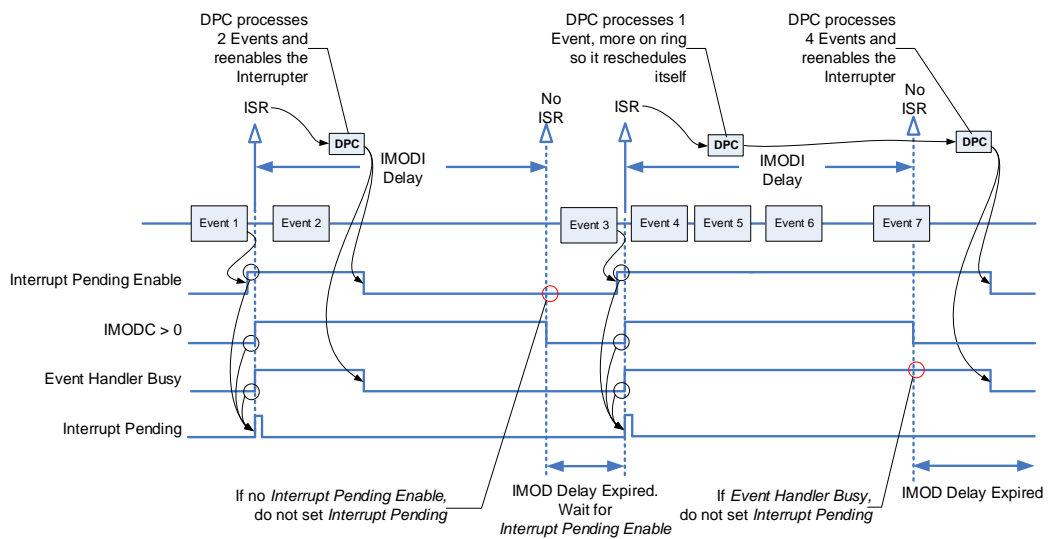 DPC processes
2 Events and
reenables the
Interrupter
DPC processes 1
Event, more on ring
so it reschedules
itself
DPC processes
4 Events and
reenables the
Interrupter
ISR
No
ISR
ISR
No
ISR
DPC
DPC
DPC
IMODI
Delay
IMODI
Delay
Event 1
Event 2
Event 3
Event 4
Event 5
Event 6
Event 7
Interrupt Pending Enable
IMODC > 0
Event Handler Busy
Interrupt Pending
If no Interrupt Pending Enable,
do not set Interrupt Pending
IMOD Delay Expired.
Wait for
Interrupt Pending Enable
If Event Handler Busy,
do not set Interrupt Pending
IMOD Delay Expired